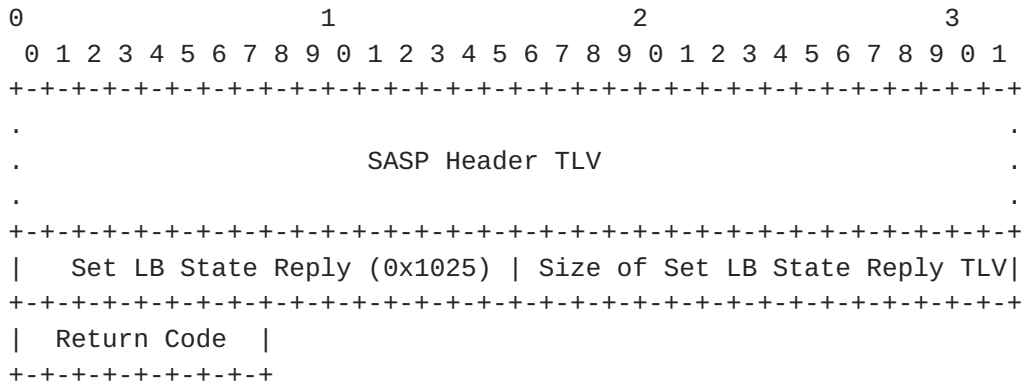 0                   1                   2                   3
 0 1 2 3 4 5 6 7 8 9 0 1 2 3 4 5 6 7 8 9 0 1 2 3 4 5 6 7 8 9 0 1
+-+-+-+-+-+-+-+-+-+-+-+-+-+-+-+-+-+-+-+-+-+-+-+-+-+-+-+-+-+-+-+-+
.                                                               .
.                      SASP Header TLV                          .
.                                                               .
+-+-+-+-+-+-+-+-+-+-+-+-+-+-+-+-+-+-+-+-+-+-+-+-+-+-+-+-+-+-+-+-+
|   Set LB State Reply (0x1025) | Size of Set LB State Reply TLV|
+-+-+-+-+-+-+-+-+-+-+-+-+-+-+-+-+-+-+-+-+-+-+-+-+-+-+-+-+-+-+-+-+
|  Return Code  |
+-+-+-+-+-+-+-+-+